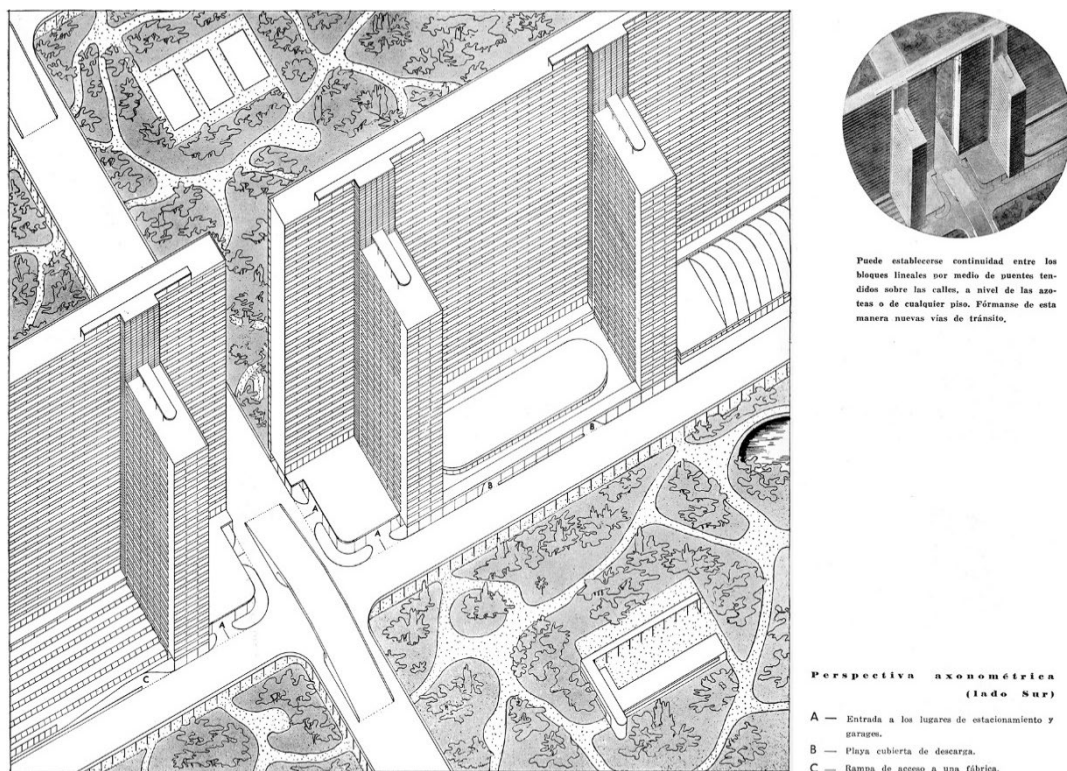 Puede establecerse continuidad entre los
bloques lineales por medio de puentes ten-
didos sobre las calles, a nivel de las azo-
teas o de cualquier piso. Fórmanse de esta
manera nuevas vías de tránsito.
Perspectiva axonométrica
(lado Sur)
A — Entrada a los lugares de estacionamiento y
garages.
B — Playa cubierta de descarga.
C — Rampa de acceso a una fábrica.
A
A
A
B
B
C